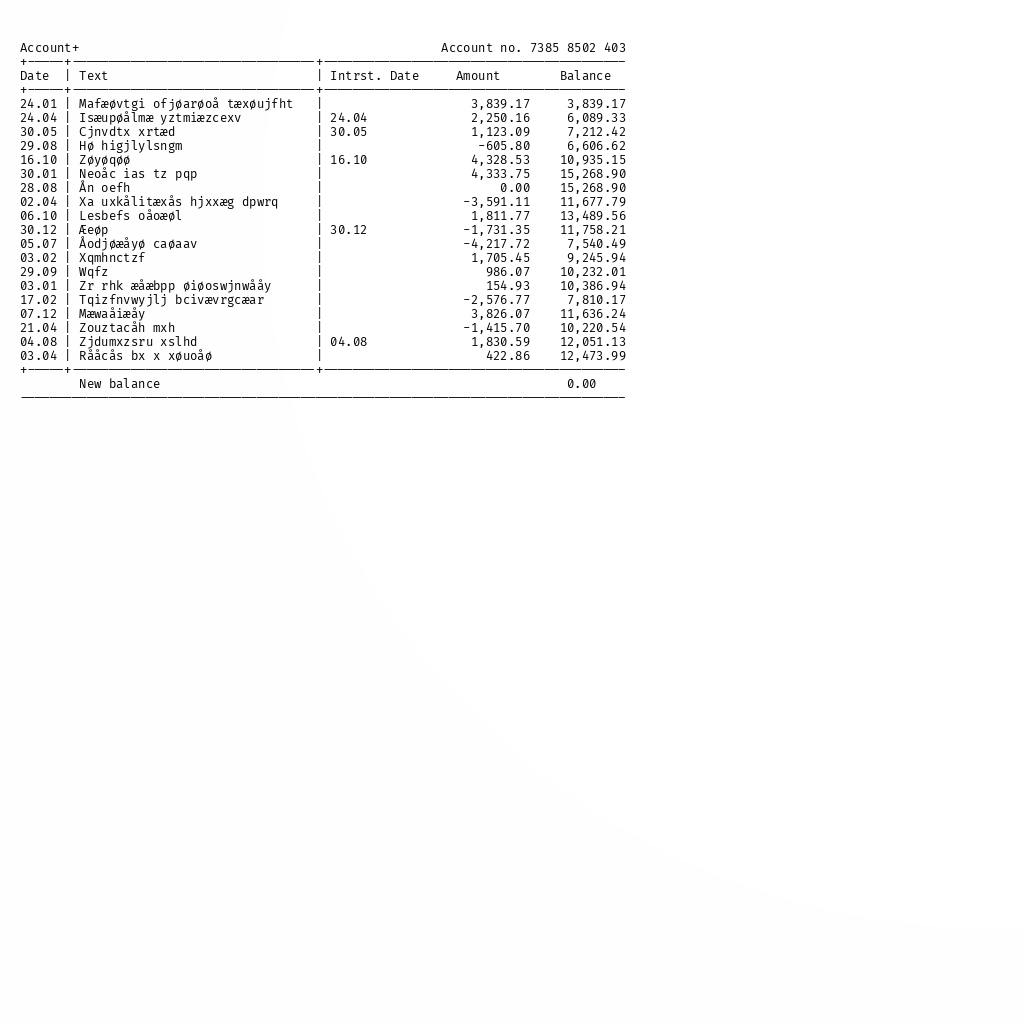 Account+ Account no. 7385 8502 403
Date | Text | Intrst. Date Amount Balance
24.01 | Mafæøvtgi ofjøarøoå tæxøujfht | 3,839.17 3,839.17
24.04 | Isæupøålmæ yztmiæzcexv | 24.04 2,250.16 6,089.33
30.05 | Cjnvdtx xrtæd | 30.05 1,123.09 7,212.42
29.08 | Hø higjlylsngm | -605.80 6,606.62
16.10 | Zøyøqøø | 16.10 4,328.53 10,935.15
30.01 | Neoåc ias tz pqp | 4,333.75 15,268.90
28.08 | Ån oefh | 0.00 15,268.90
02.04 | Xa uxkålitæxås hjxxæg dpwrq | -3,591.11 11,677.79
06.10 | Lesbefs oåoæøl | 1,811.77 13,489.56
30.12 | Æeøp | 30.12 -1,731.35 11,758.21
05.07 | Åodjøæåyø caøaav | -4,217.72 7,540.49
03.02 | Xqmhnctzf | 1,705.45 9,245.94
29.09 | Wqfz | 986.07 10,232.01
03.01 | Zr rhk æåæbpp øiøoswjnwååy | 154.93 10,386.94
17.02 | Tqizfnvwyjlj bcivævrgcæar | -2,576.77 7,810.17
07.12 | Mæwaåiæåy | 3,826.07 11,636.24
21.04 | Zouztacåh mxh | -1,415.70 10,220.54
04.08 | Zjdumxzsru xslhd | 04.08 1,830.59 12,051.13
03.04 | Rååcås bx x xøuoåø | 422.86 12,473.99
New balance 0.00